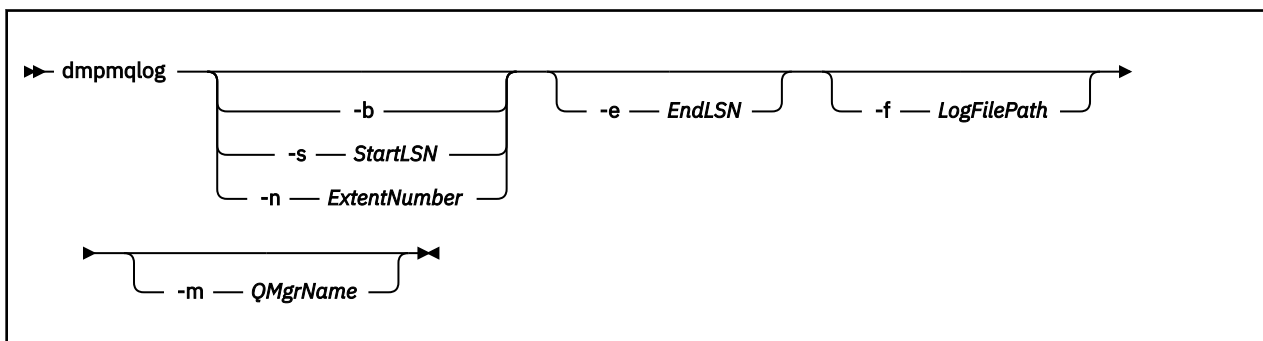 dmpmqlog
-b
-e EndLSN
-f LogFilePath
-s StartLSN
-n ExtentNumber
-m QMgrName